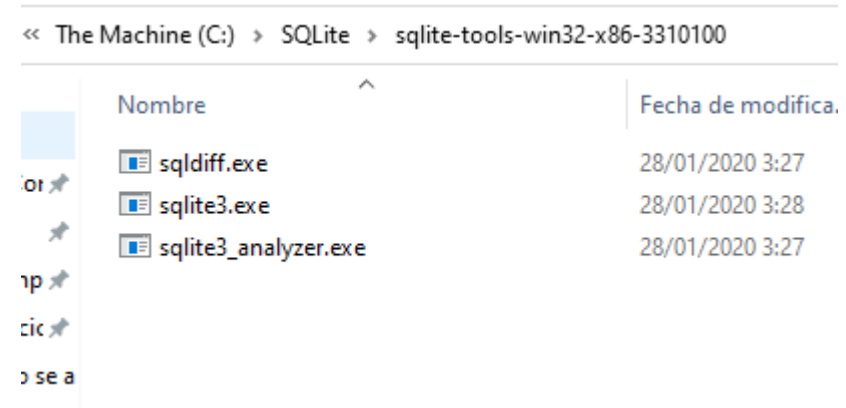 « The Machine (C:) > SQLite > sqlite-tools-win32-x86-3310100
Nombre Fecha de modifica.
sqldiff.exe 28/01/2020 3:27
sqlite3.exe 28/01/2020 3:28
sqlite3_analyzer.exe 28/01/2020 3:27
se a